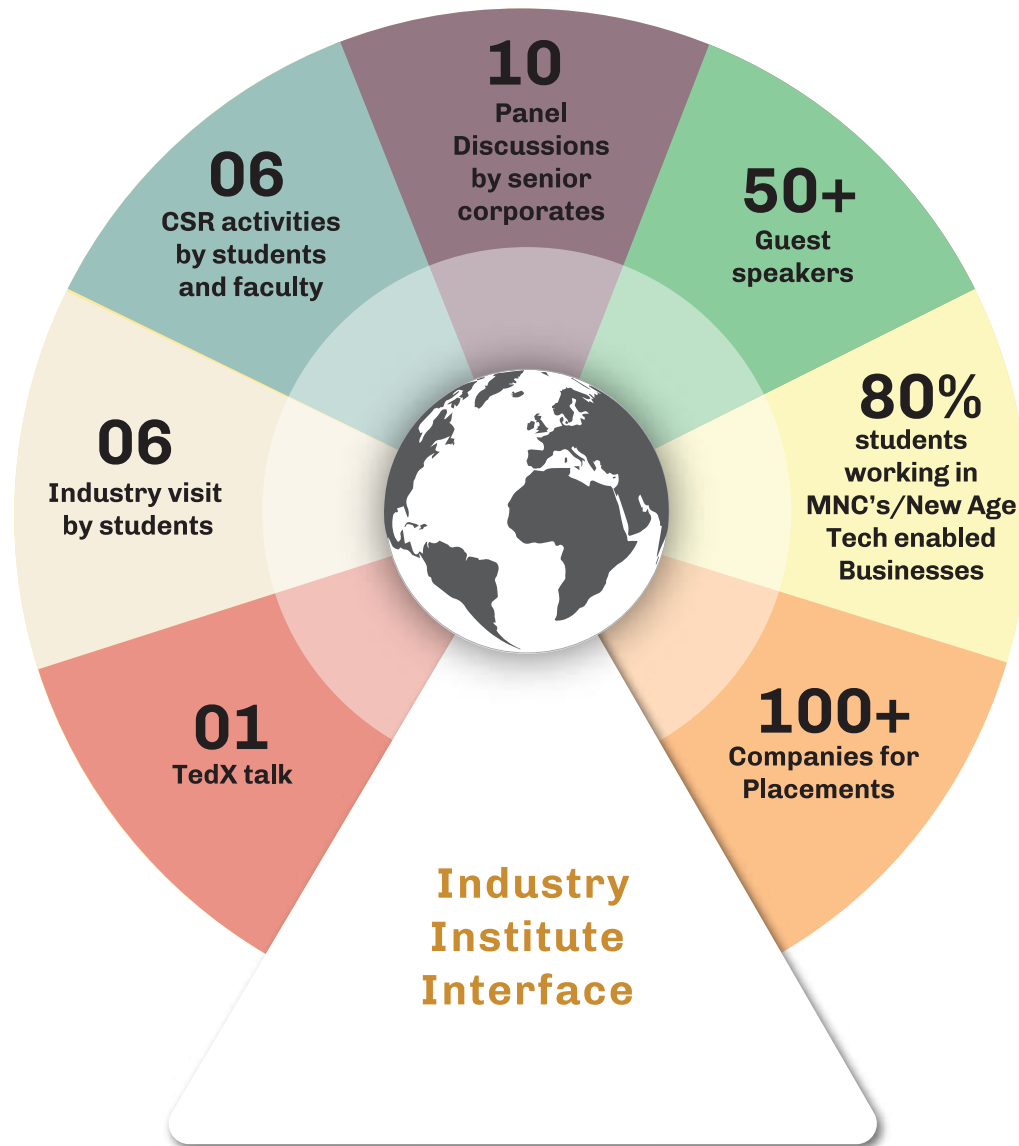 10
Panel
Discussions
by senior
corporates
06
CSR activities
by students
and faculty
50+
Guest
speakers
06
Industry visit
by students
80%
students
working in
MNC's/New Age
Tech enabled
Businesses
01
TedX talk
100+
Companies for
Placements
Industry
Institute
Interface